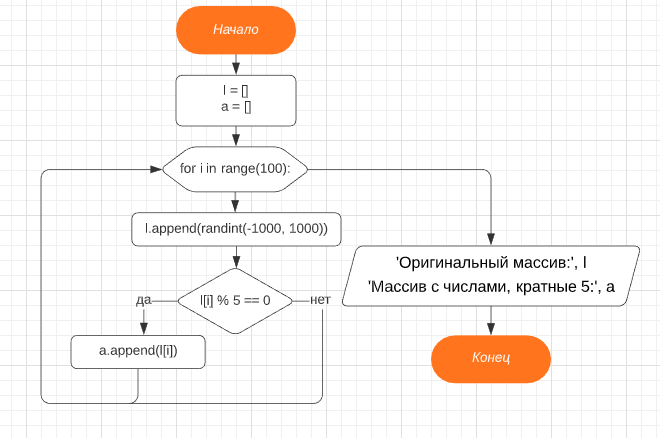 Начало
l = []
a = []
for i in range(100):
l.append(randint(-1000, 1000))
l[i] % 5 == 0
да
нет
a.append(l[i])
'Оригинальный массив:', l
'Массив с числами, кратные 5:', a
Конец